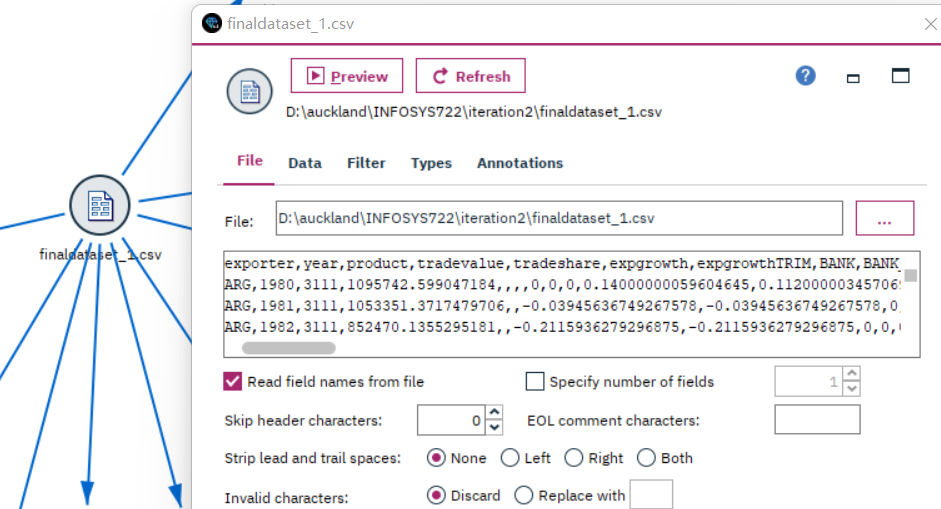 finaldataset_1.csv
Preview
Refresh
?
D:\auckland\INFOSYS722\iteration2\finaldataset_1.csv
File
Data
Filter
Types
Annotations
File:
D:\auckland\INFOSYS722\iteration2\finaldataset_1.csv
...
finaldataset_1.csv
exporter,year,product,tradevalue,tradeshare,expgrowth,expgrowthTRIM,BANK,BANK_
ARG,1980,3111,1095742.599047184,,,,0,0,0,0.14000000059604645,0.1120000034570
ARG,1981,3111,1053351.3717479706,,-0.03945636749267578,-0.03945636749267578,0,
ARG,1982,3111,852470.1355295181,,-0.2115936279296875,-0.2115936279296875,0,0,
Read field names from file
Specify number of fields
1
Skip header characters:
0
EOL comment characters:
Strip lead and trail spaces:
None
Left
Right
Both
Invalid characters:
Discard
Replace with